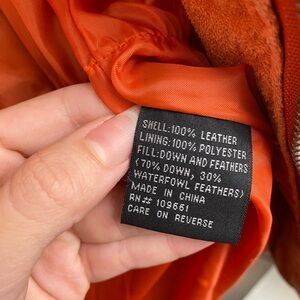 SHELL:100% LEATHER
LINING:100% POLYESTER
FILL:DOWN AND FEATHERS
(70% DOWN, 30%
WATERFOWL FEATHERS)
MADE IN CHINA
RN# 109661
CARE ON REVERSE